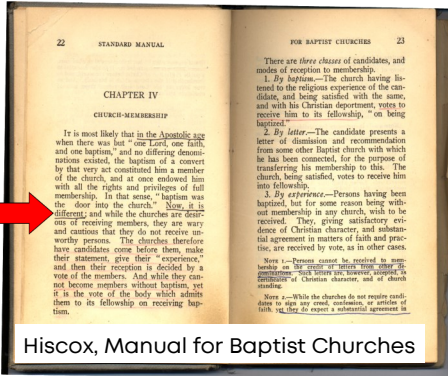 22 STANDARD MANUAL
CHAPTER IV
CHURCH-MEMBERSHIP
IT is most likely that in the Apostolic age
when there was but "one Lord, one faith,
and one baptism," and no differing denomi-
nations existed, the baptism of a convert
by that very act constituted him a member
of the church, and at once endowed him
with all the rights and privileges of full
membership. In that sense, "baptism was
the door into the church." Now, it is
different; and while the churches are desir-
ous of receiving members, they are wary
and cautious that they do not receive un-
worthy persons. The churches therefore
have candidates come before them, make
their statement, give their "experience,"
and then their reception is decided by a
vote of the members. And while they can-
not become members without baptism, yet
it is the vote of the body which admits
them to its fellowship on receiving bap-
tism.
FOR BAPTIST CHURCHES 23
There are three classes of candidates, and
modes of reception to membership.
1. By baptism.—The church having lis-
tened to the religious experience of the can-
didate, and being satisfied with the same,
and with his Christian deportment, votes to
receive him to its fellowship, "on being
baptized."
2. By letter.—The candidate presents a
letter of dismission and recommendation
from some other Baptist church with which
he has been connected, for the purpose of
transferring his membership to this. The
church, being satisfied, votes to receive him
into fellowship.
3. By experience.—Persons having been
baptized, but for some reason being with-
out membership in any church, wish to be
received. They, giving satisfactory evi-
dence of Christian character, and substan-
tial agreement in matters of faith and prac-
tise, are received by vote, as in other cases.
NOTE 1.—Persons cannot be received to mem-
bership on the credit of letters from other de-
nominations. Such letters are, however, accepted, as
certificates of Christian character, and of church
standing.
NOTE 2.—While the churches do not require candi-
dates to sign any creed, confession, or articles of
faith, yet they do expect a substantial agreement in
Hiscox, Manual for Baptist Churches